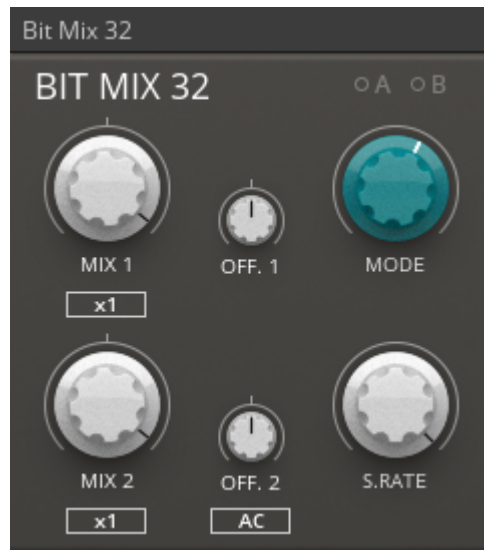 Bit Mix 32
BIT MIX 32
A B
MIX 1 OFF. 1 MODE
x1
MIX 2 OFF. 2 S.RATE
x1 AC